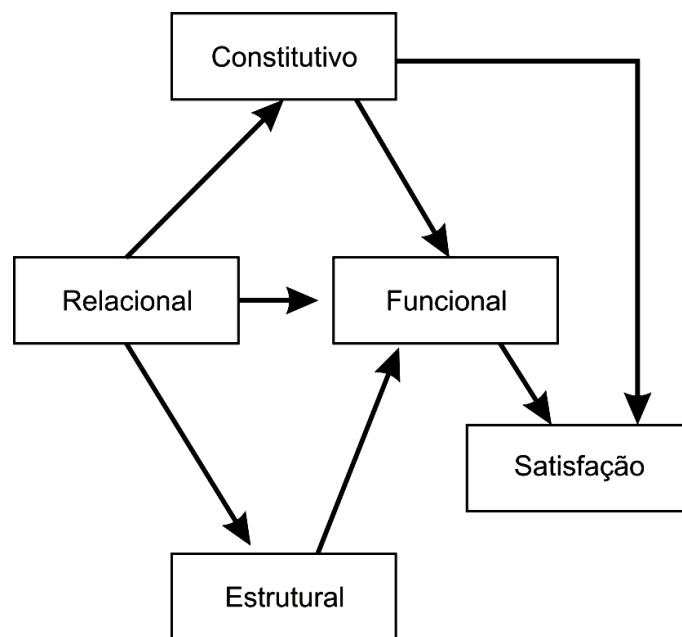 Constitutivo
Relacional
Funcional
Satisfação
Estrutural